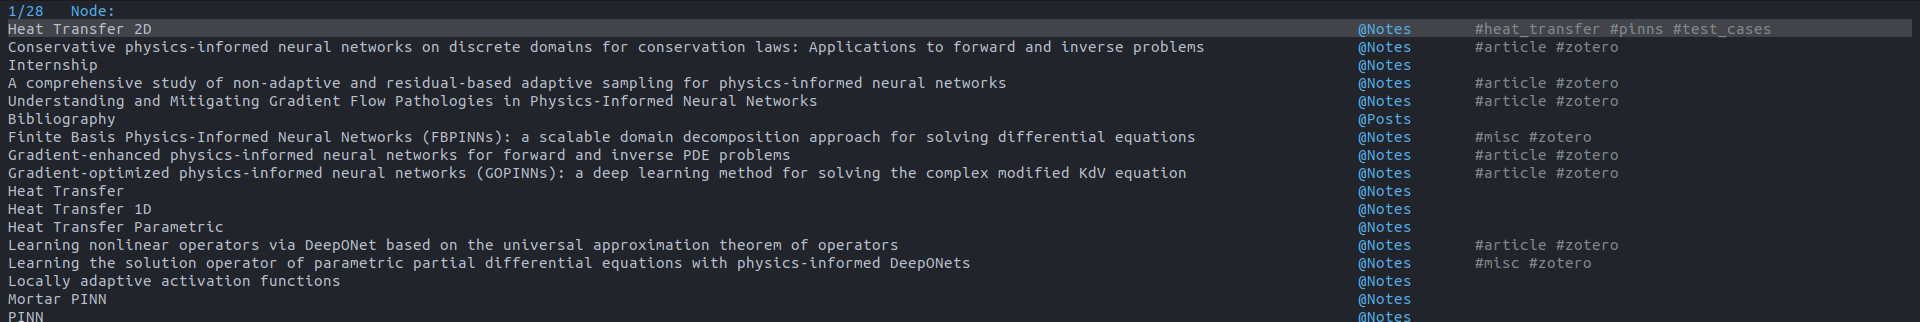 1/28 Node:
Heat Transfer 2D @Notes #heat_transfer #pinns #test_cases
Conservative physics-informed neural networks on discrete domains for conservation laws: Applications to forward and inverse problems @Notes #article #zotero
Internship @Notes
A comprehensive study of non-adaptive and residual-based adaptive sampling for physics-informed neural networks @Notes #article #zotero
Understanding and Mitigating Gradient Flow Pathologies in Physics-Informed Neural Networks @Notes #article #zotero
Bibliography @Posts
Finite Basis Physics-Informed Neural Networks (FBPINNs): a scalable domain decomposition approach for solving differential equations @Notes #misc #zotero
Gradient-enhanced physics-informed neural networks for forward and inverse PDE problems @Notes #article #zotero
Gradient-optimized physics-informed neural networks (GOPINNs): a deep learning method for solving the complex modified KdV equation @Notes #article #zotero
Heat Transfer @Notes
Heat Transfer 1D @Notes
Heat Transfer Parametric @Notes
Learning nonlinear operators via DeepONet based on the universal approximation theorem of operators @Notes #article #zotero
Learning the solution operator of parametric partial differential equations with physics-informed DeepONets @Notes #misc #zotero
Locally adaptive activation functions @Notes
Mortar PINN @Notes
PINN @Notes